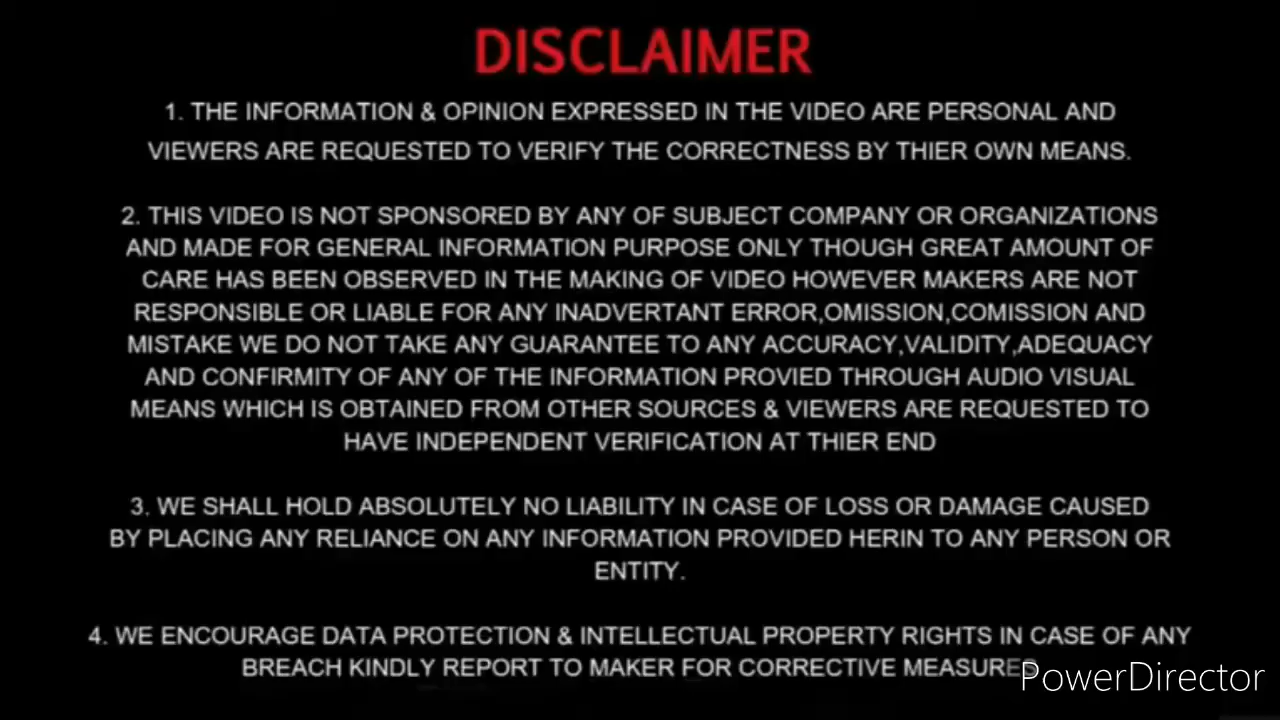 DISCLAIMER
1. THE INFORMATION & OPINION EXPRESSED IN THE VIDEO ARE PERSONAL AND
VIEWERS ARE REQUESTED TO VERIFY THE CORRECTNESS BY THIER OWN MEANS.
2. THIS VIDEO IS NOT SPONSORED BY ANY OF SUBJECT COMPANY OR ORGANIZATIONS
AND MADE FOR GENERAL INFORMATION PURPOSE ONLY THOUGH GREAT AMOUNT OF
CARE HAS BEEN OBSERVED IN THE MAKING OF VIDEO HOWEVER MAKERS ARE NOT
RESPONSIBLE OR LIABLE FOR ANY INADVERTANT ERROR,OMISSION,COMISSION AND
MISTAKE WE DO NOT TAKE ANY GUARANTEE TO ANY ACCURACY,VALIDITY,ADEQUACY
AND CONFIRMITY OF ANY OF THE INFORMATION PROVIED THROUGH AUDIO VISUAL
MEANS WHICH IS OBTAINED FROM OTHER SOURCES & VIEWERS ARE REQUESTED TO
HAVE INDEPENDENT VERIFICATION AT THIER END
3. WE SHALL HOLD ABSOLUTELY NO LIABILITY IN CASE OF LOSS OR DAMAGE CAUSED
BY PLACING ANY RELIANCE ON ANY INFORMATION PROVIDED HERIN TO ANY PERSON OR
ENTITY.
4. WE ENCOURAGE DATA PROTECTION & INTELLECTUAL PROPERTY RIGHTS IN CASE OF ANY
BREACH KINDLY REPORT TO MAKER FOR CORRECTIVE MEASURES
PowerDirector